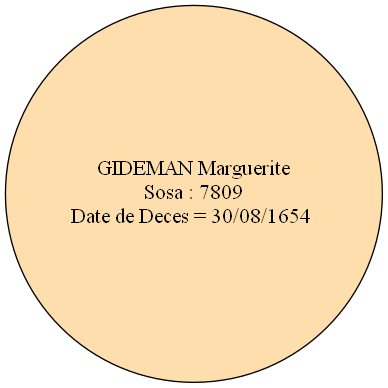 GIDEMAN Marguerite
Sosa : 7809
Date de Deces = 30/08/1654